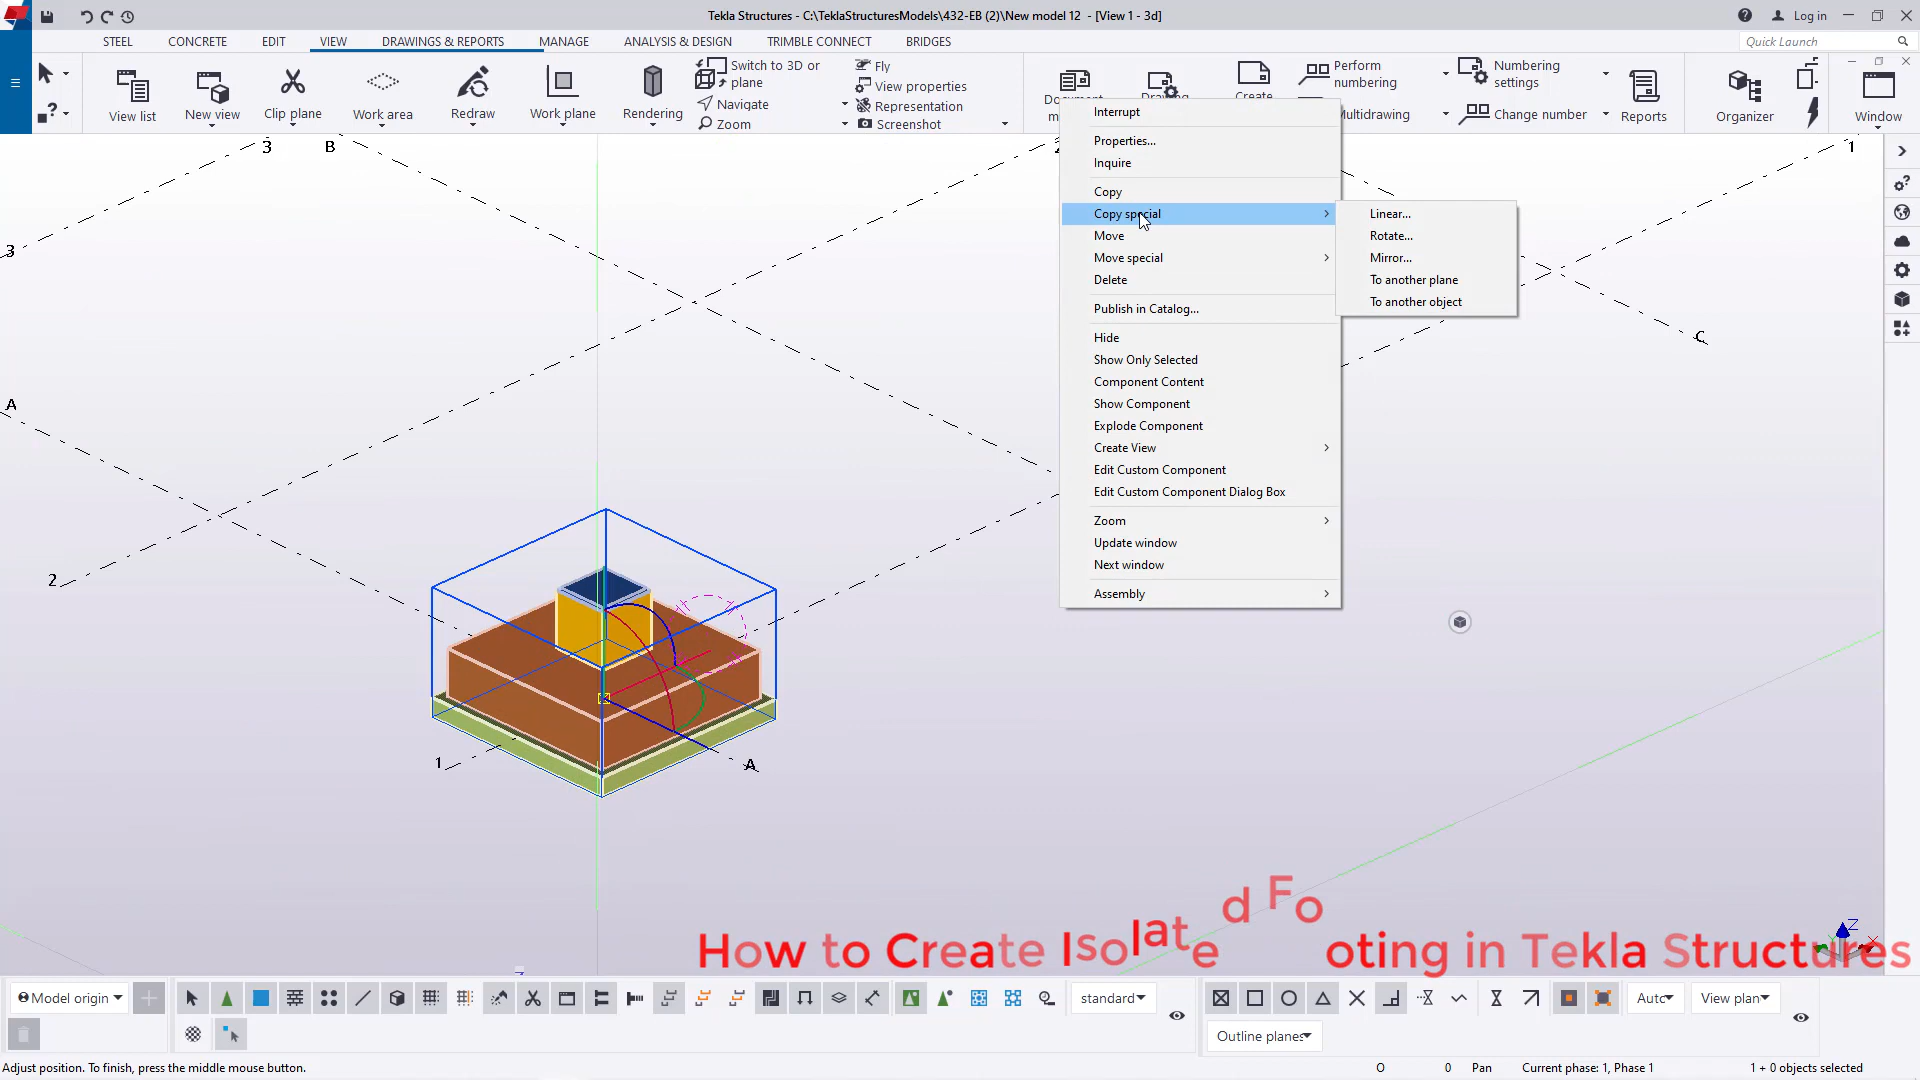 Tekla Structures - C:\TeklaStructuresModels\432-EB (2)\New model 12 - [View 1 - 3d]
Log in
STEEL
CONCRETE
EDIT
VIEW
DRAWINGS & REPORTS
MANAGE
ANALYSIS & DESIGN
TRIMBLE CONNECT
BRIDGES
Quick Launch
View list
New view
Clip plane
Work area
Redraw
Work plane
Rendering
Switch to 3D or
plane
Navigate
Zoom
Fly
View properties
Representation
Screenshot
Perform
numbering
Multidrawing
Numbering
settings
Change number
Reports
Organizer
Window
Interrupt
Properties...
Inquire
Copy
Copy special
Move
Move special
Delete
Publish in Catalog...
Hide
Show Only Selected
Component Content
Show Component
Explode Component
Create View
Edit Custom Component
Edit Custom Component Dialog Box
Zoom
Update window
Next window
Assembly
Linear...
Rotate...
Mirror...
To another plane
To another object
3
B
1
3
C
A
2
1
A
Z
How to Create Isolated Footing in Tekla Structures
Model origin
standard
Auto
View plan
Outline planes
Adjust position. To finish, press the middle mouse button.
O
0
Pan
Current phase: 1, Phase 1
1 + 0 objects selected